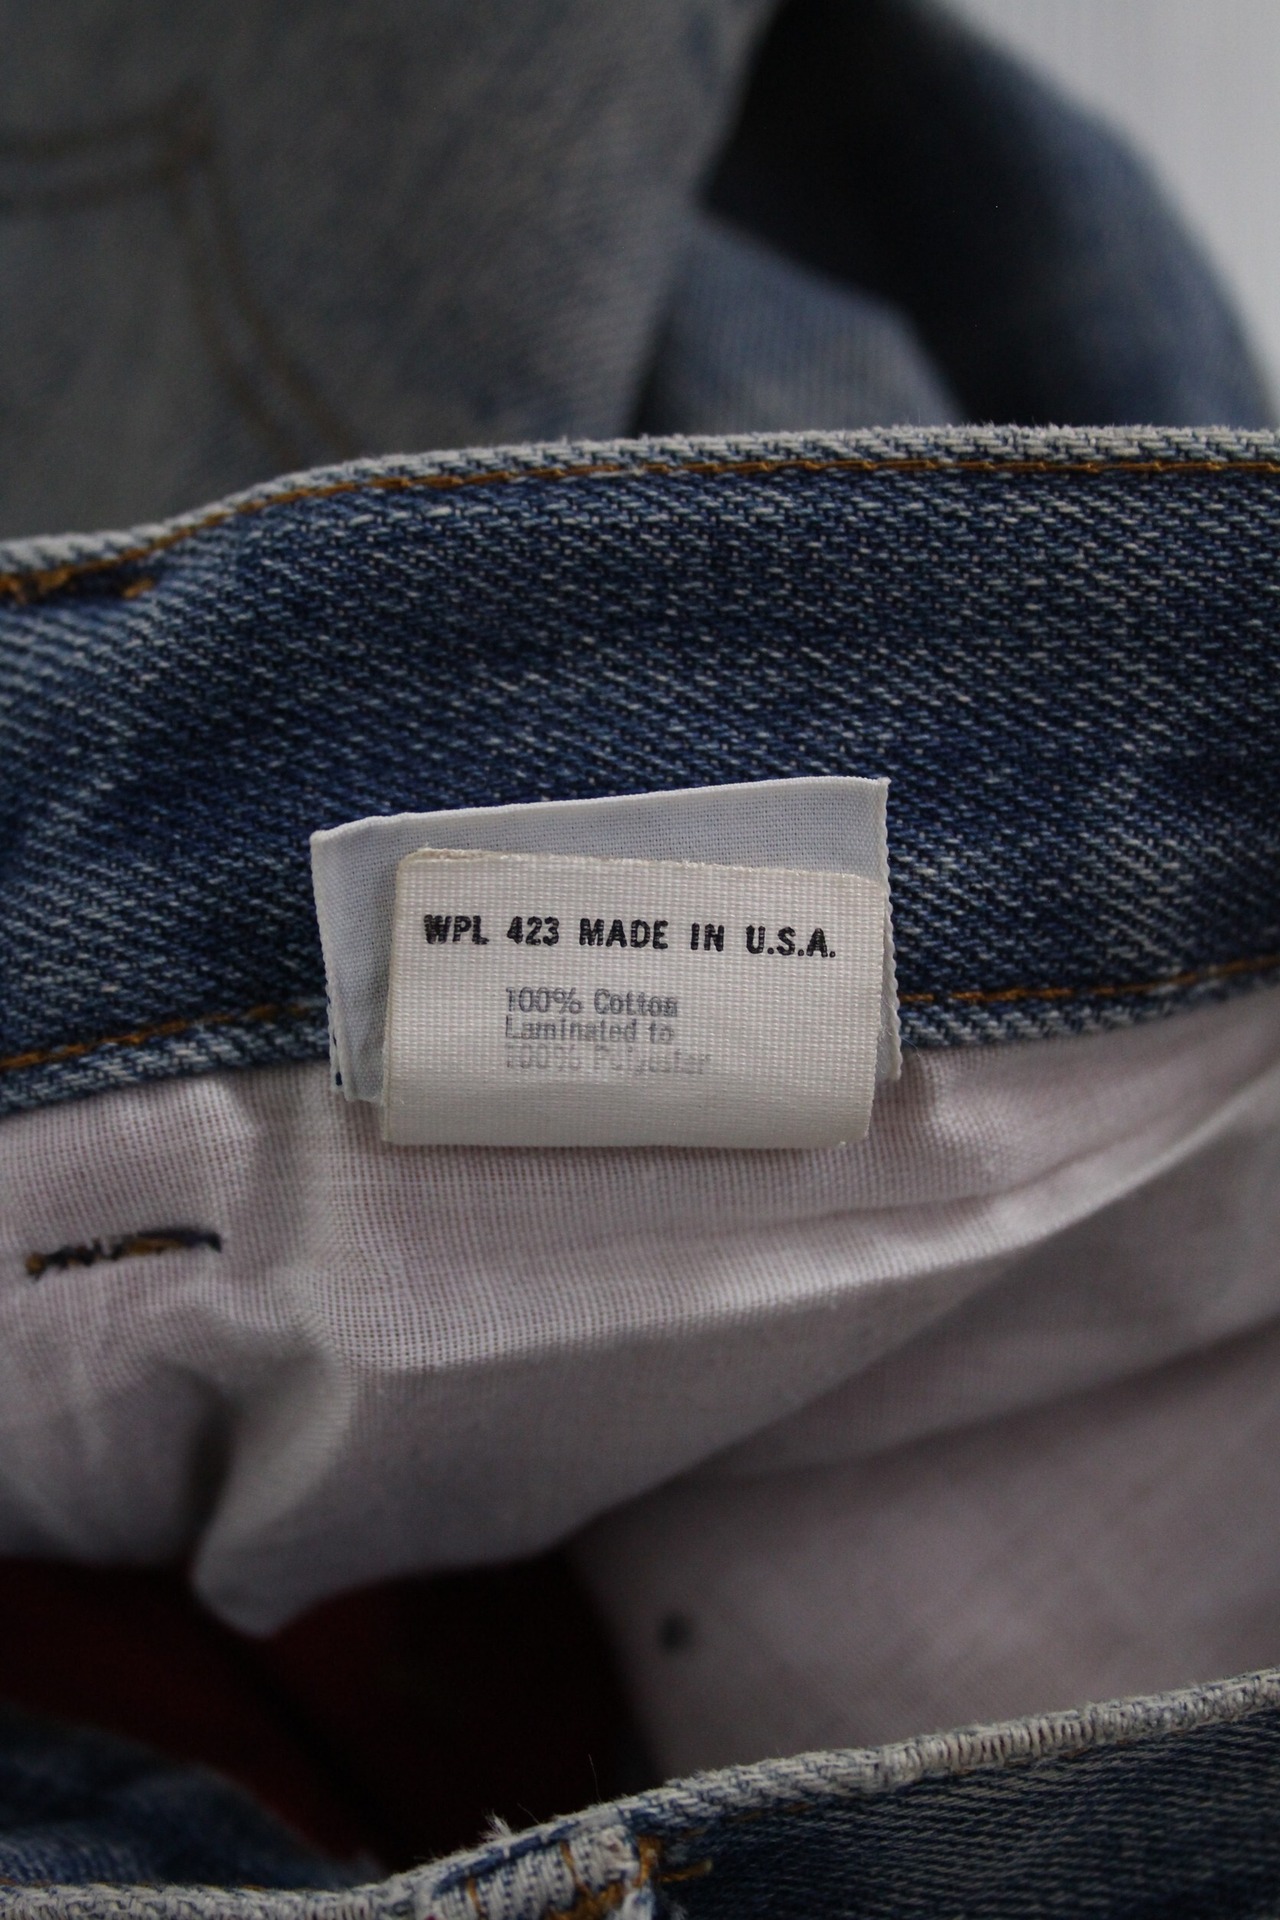 WPL 423 MADE IN U.S.A.
100% Cotton
Laminated to
100% Polyester